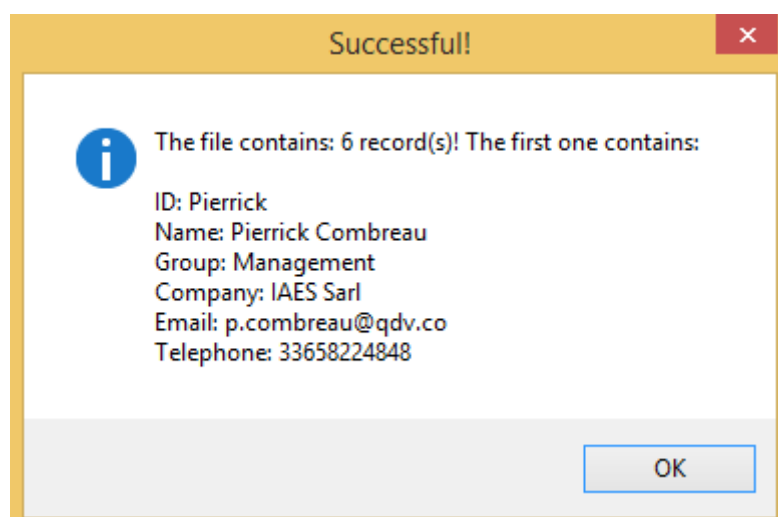 Successful!
The file contains: 6 record(s)! The first one contains:
ID: Pierrick
Name: Pierrick Combreau
Group: Management
Company: IAES Sarl
Email: p.combreau@qdv.co
Telephone: 33658224848
OK